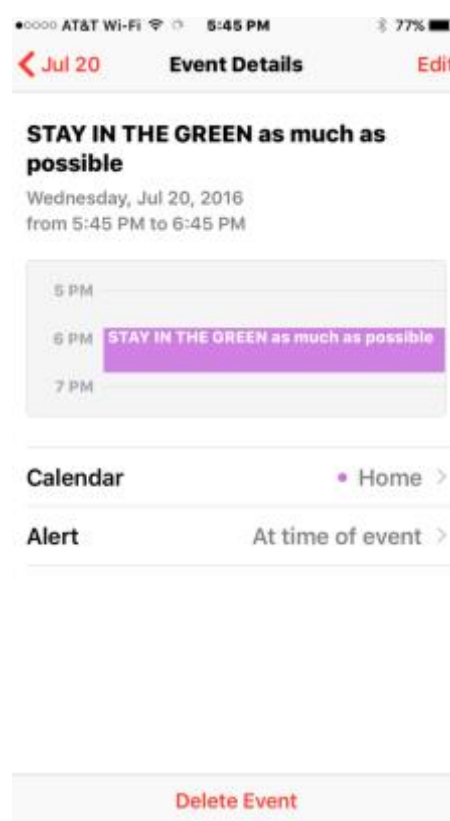 AT&T Wi-Fi 5:45 PM 77%
Jul 20 Event Details Edit
STAY IN THE GREEN as much as
possible
Wednesday, Jul 20, 2016
from 5:45 PM to 6:45 PM
5 PM
6 PM STAY IN THE GREEN as much as possible
7 PM
Calendar • Home >
Alert At time of event >
Delete Event